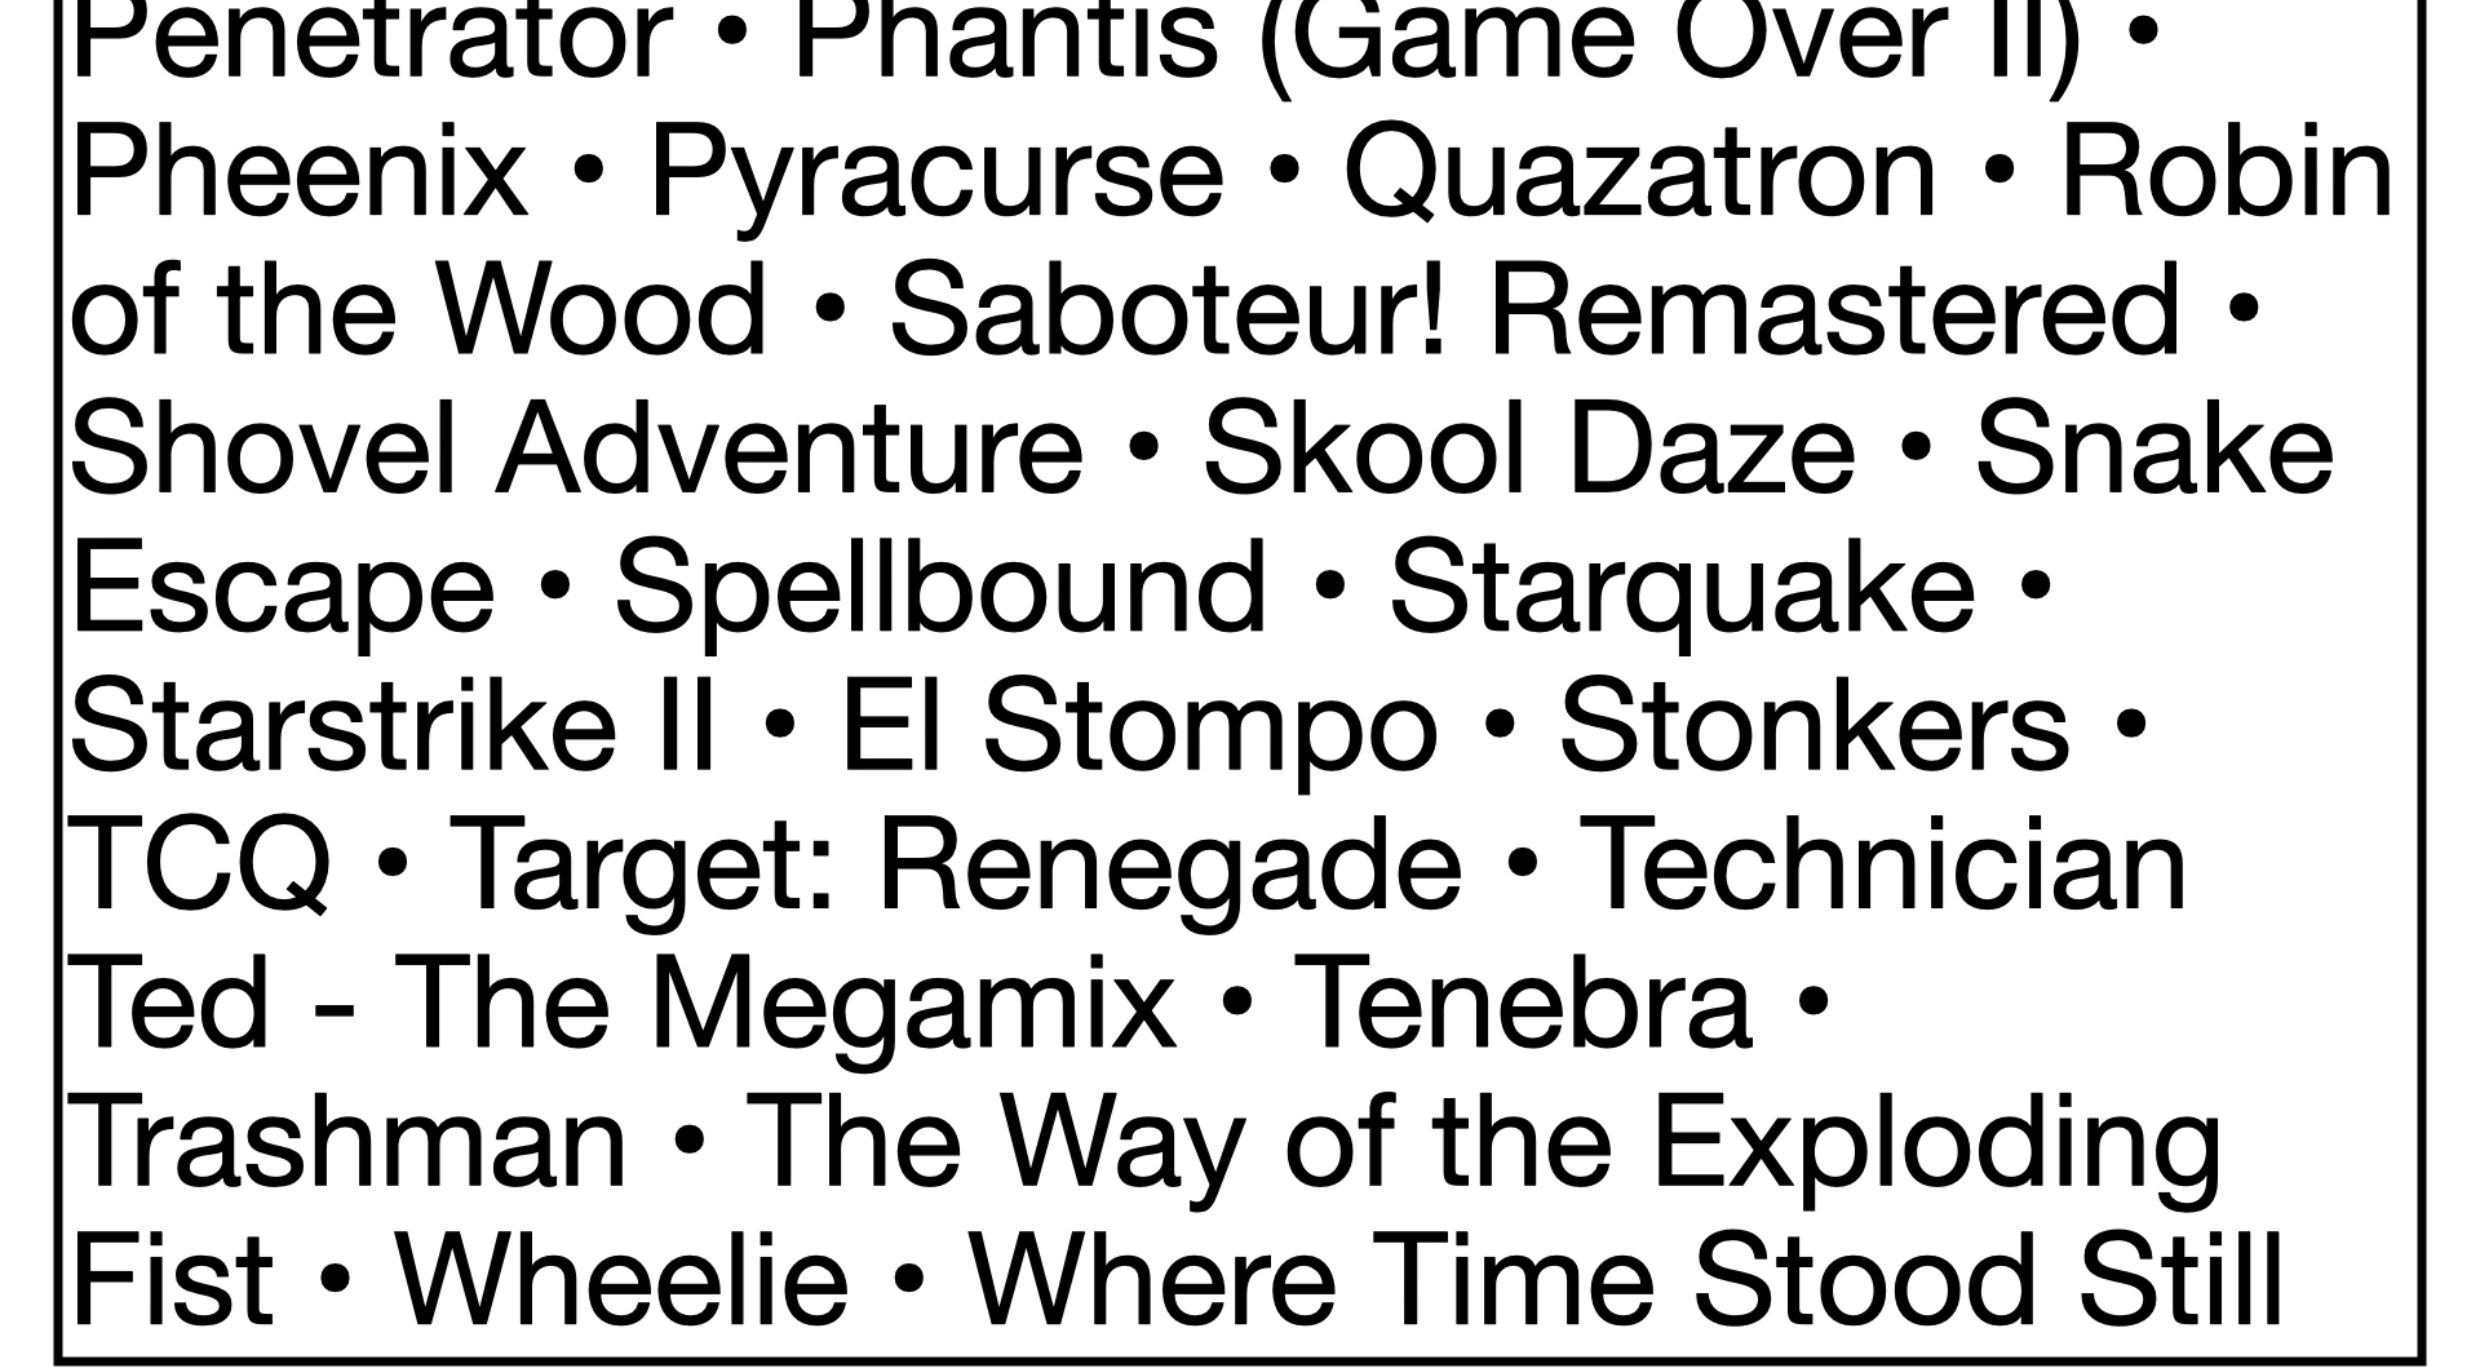 Penetrator • Phantis (Game Over II) •
Pheenix • Pyracurse • Quazatron • Robin
of the Wood • Saboteur! Remastered •
Shovel Adventure • Skool Daze • Snake
Escape • Spellbound • Starquake •
Starstrike II • El Stompo • Stonkers •
TCQ • Target: Renegade • Technician
Ted - The Megamix • Tenebra •
Trashman • The Way of the Exploding
Fist • Wheelie • Where Time Stood Still